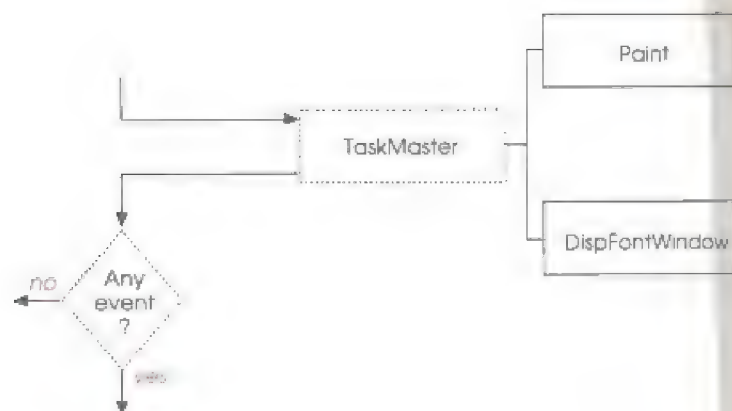 Paint
TaskMaster
DispFontWindow
no
Any
event
?
yes